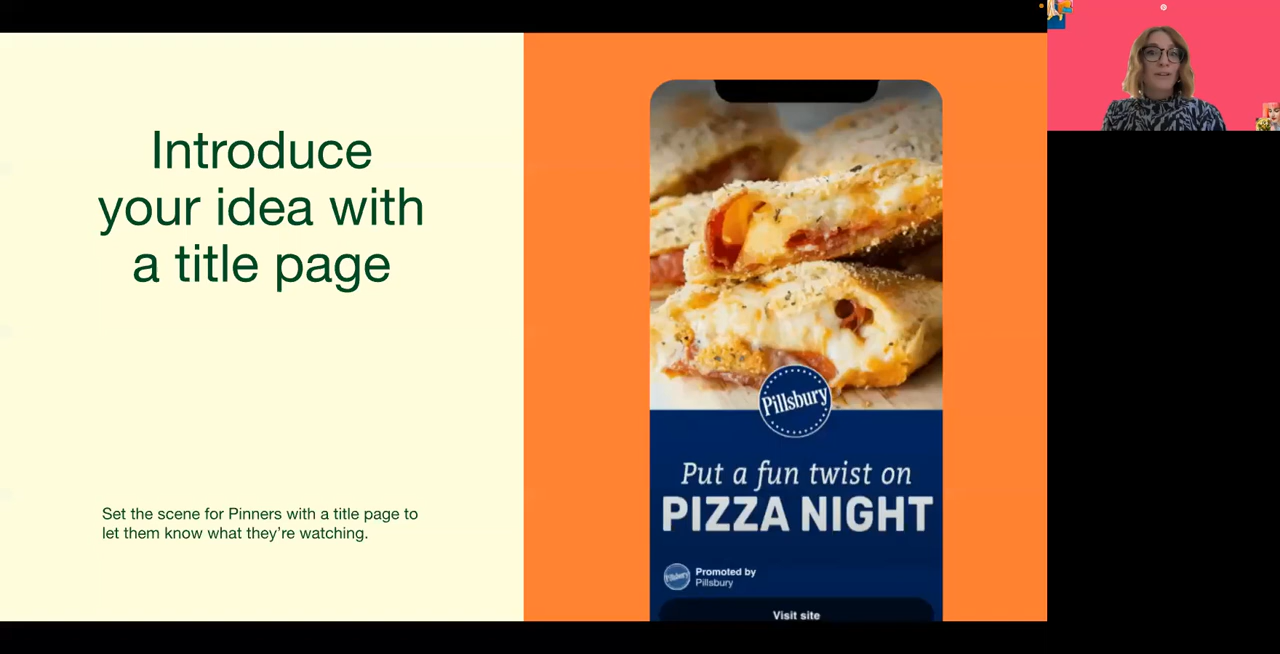 Introduce
your idea with
a title page
Set the scene for Pinners with a title page to
let them know what they’re watching.
Pillsbury
Put a fun twist on
PIZZA NIGHT
Pillsbury
Promoted by
Pillsbury
Visit site